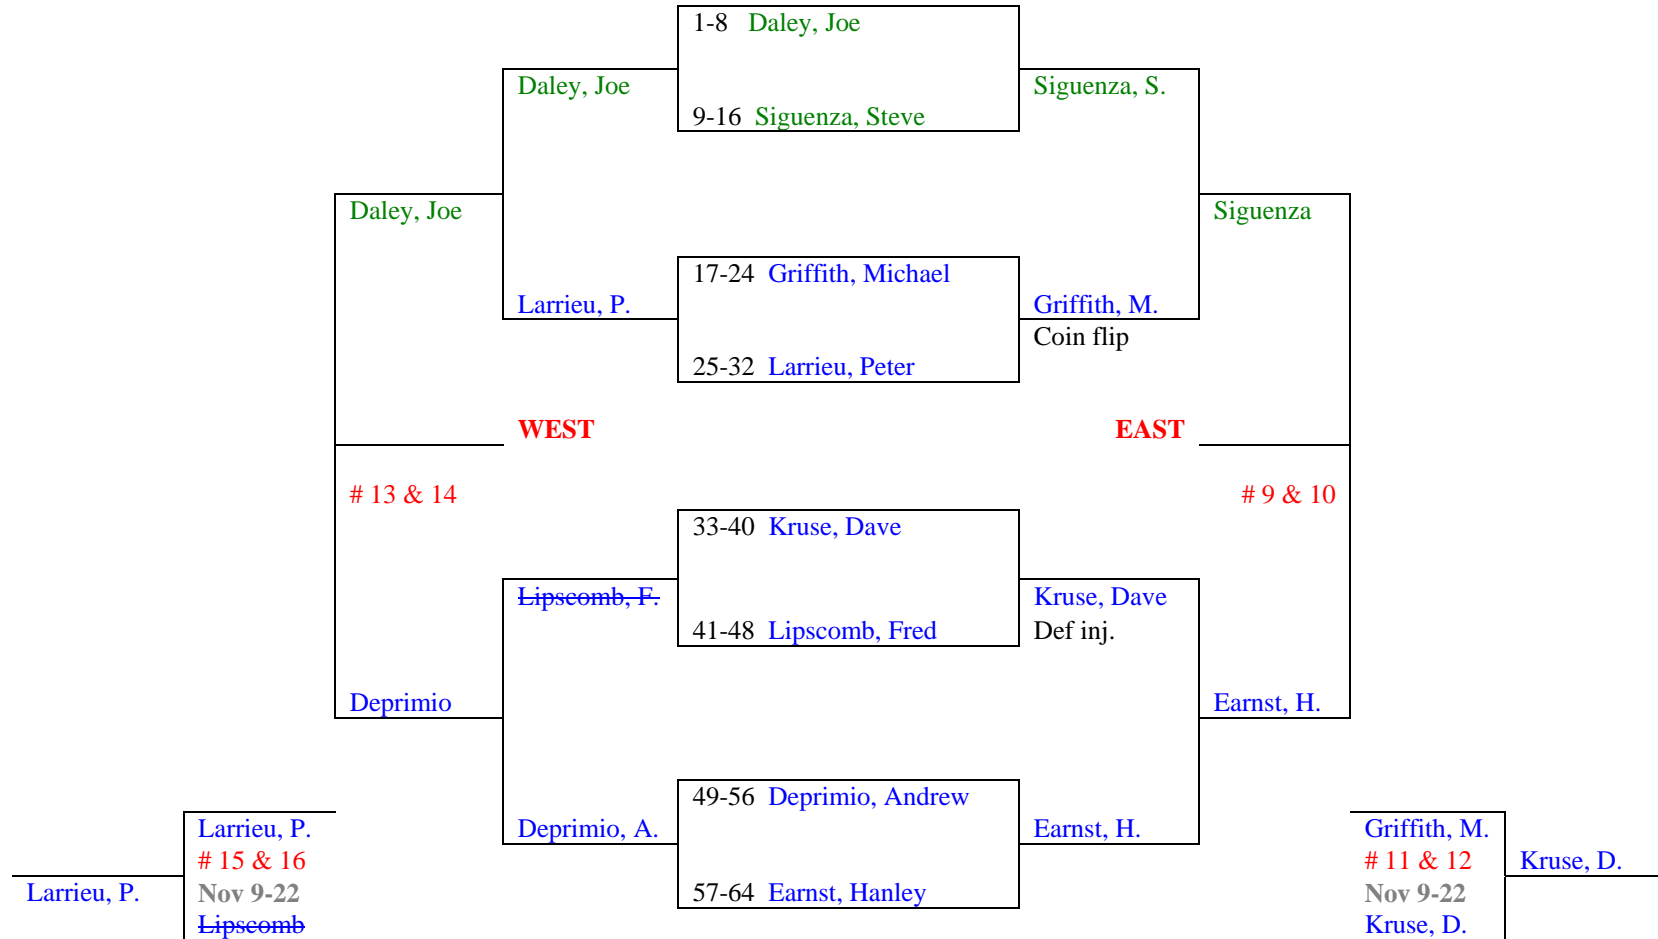 1-8 Daley, Joe
Daley, Joe
Siguenza, S.
9-16 Siguenza, Steve
Daley, Joe
Siguenza
17-24 Griffith, Michael
Larrieu, P.
Griffith, M.
Coin flip
25-32 Larrieu, Peter
WEST
EAST
# 13 & 14
# 9 & 10
33-40 Kruse, Dave
Lipscomb, F.
Kruse, Dave
41-48 Lipscomb, Fred
Def inj.
Deprimio
Earnst, H.
49-56 Deprimio, Andrew
Larrieu, P.
Deprimio, A.
Earnst, H.
Griffith, M.
# 15 & 16
# 11 & 12
Kruse, D.
Larrieu, P.
Nov 9-22
57-64 Earnst, Hanley
Nov 9-22
Lipscomb
Kruse, D.